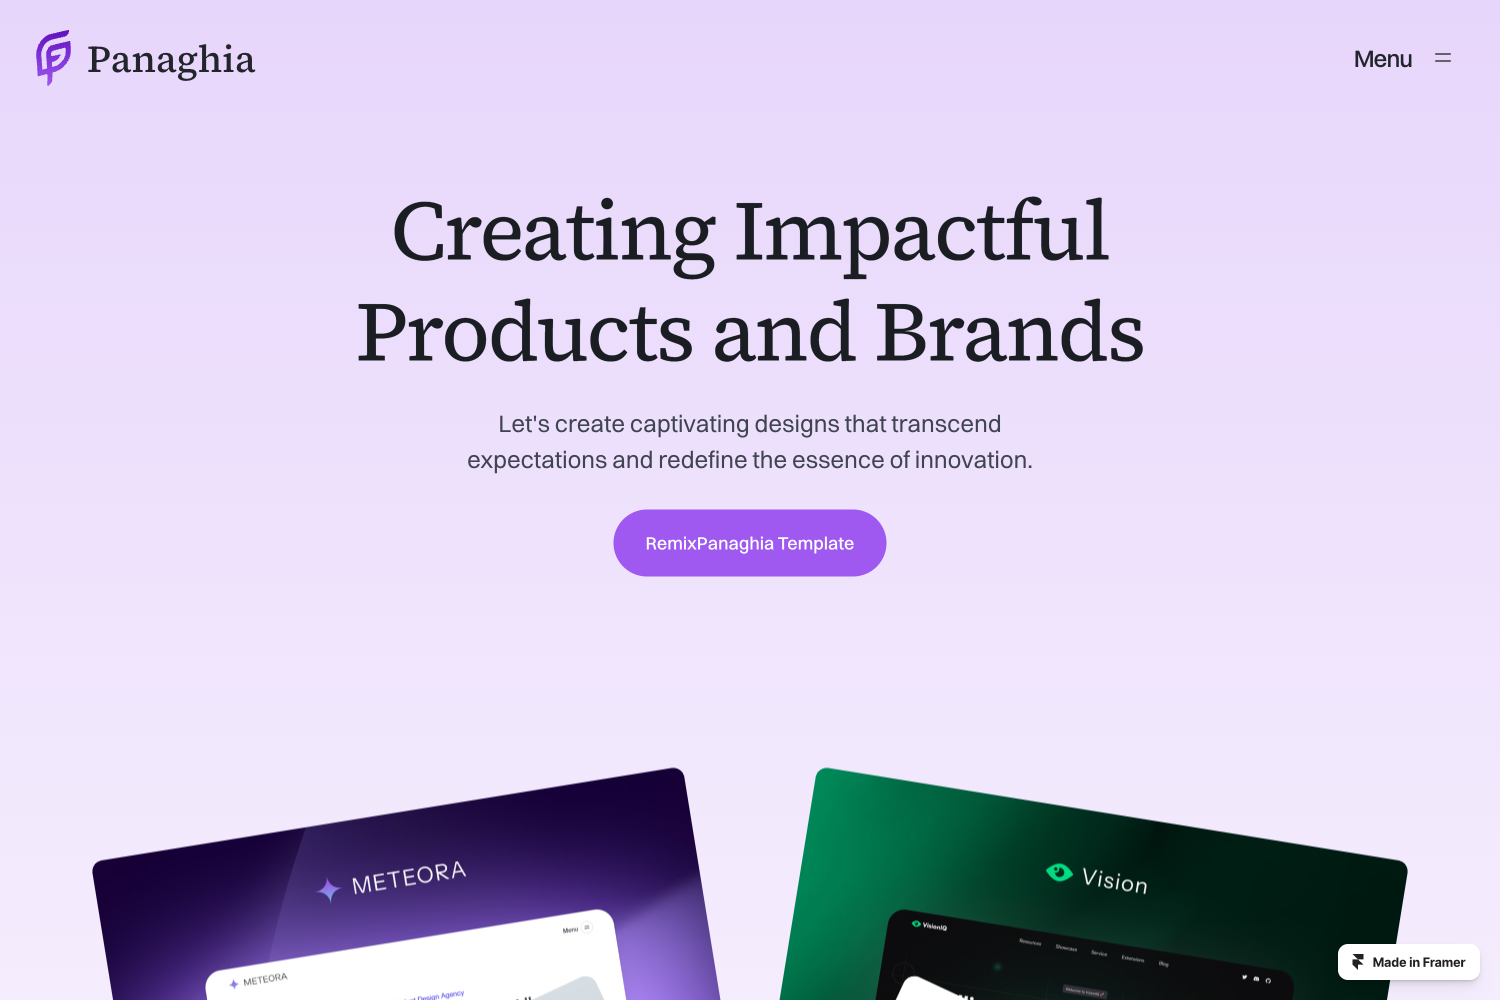 Panaghia
Menu
Creating Impactful
Products and Brands
Let's create captivating designs that transcend
expectations and redefine the essence of innovation.
RemixPanaghia Template
METEORA
Menu
METEORA
Design Agency
Vision
VisionIQ
Resources Showcase Service Extensions Blog
Made in Framer